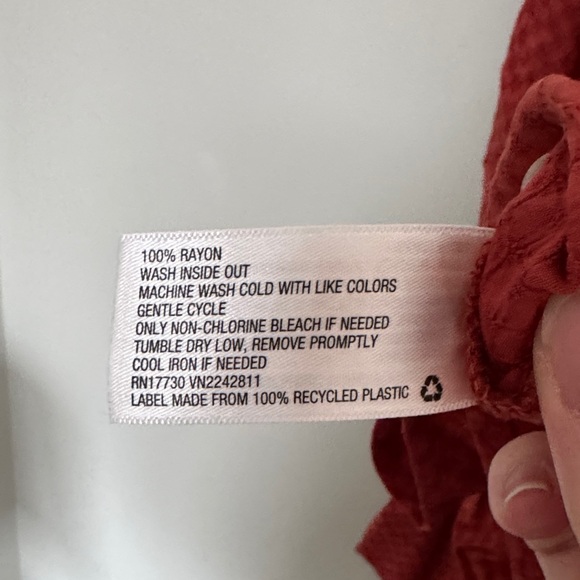 100% RAYON
WASH INSIDE OUT
MACHINE WASH COLD WITH LIKE COLORS
GENTLE CYCLE
ONLY NON-CHLORINE BLEACH IF NEEDED
TUMBLE DRY LOW, REMOVE PROMPTLY
COOL IRON IF NEEDED
RN17730 VN2242811
LABEL MADE FROM 100% RECYCLED PLASTIC